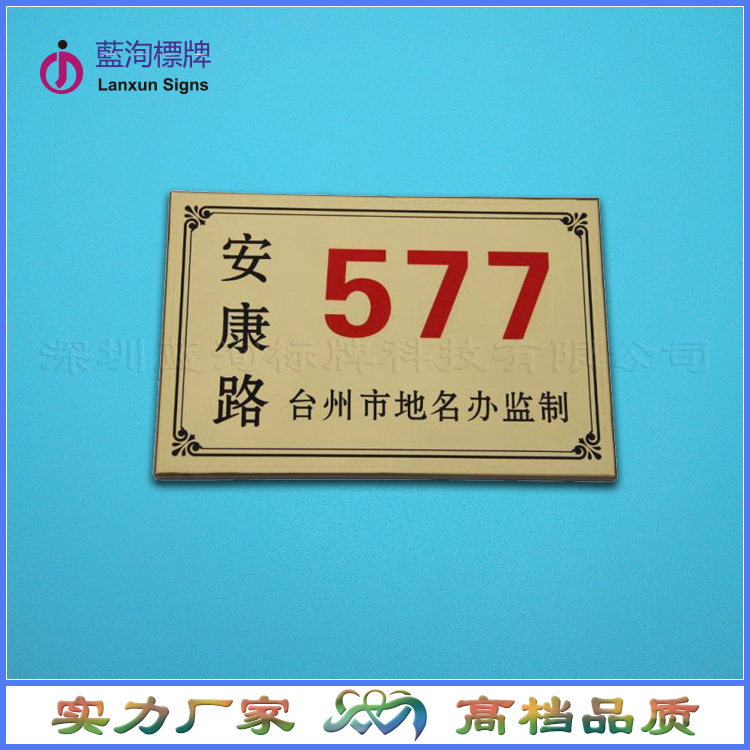 藍洵標牌
Lanxun Signs
安康路
577
台州市地名办监制
深圳蓝洵标牌科技有限公司
实力厂家 高档品质